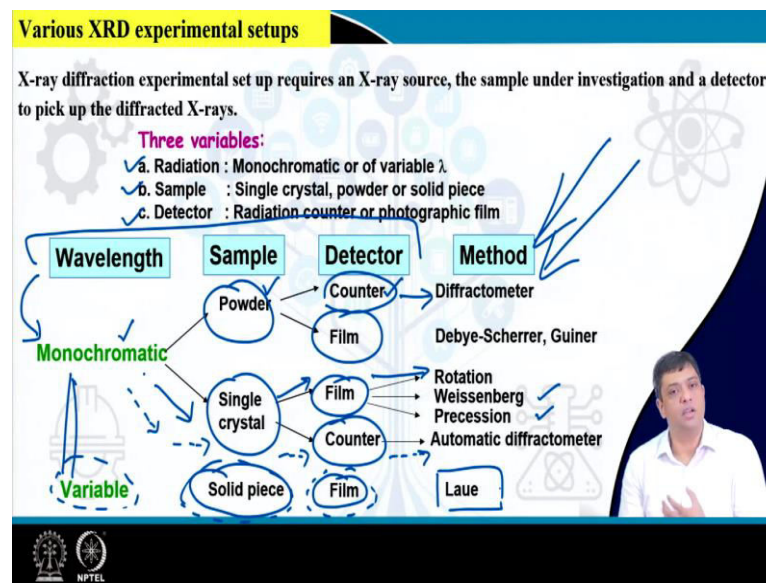 Various XRD experimental setups
X-ray diffraction experimental set up requires an X-ray source, the sample under investigation and a detector
to pick up the diffracted X-rays.
Three variables:
a. Radiation : Monochromatic or of variable λ
b. Sample : Single crystal, powder or solid piece
c. Detector : Radiation counter or photographic film
Wavelength Sample Detector Method
Powder Counter Diffractometer
Film Debye-Scherrer, Guiner
Monochromatic
Rotation
Single crystal Film Weissenberg
Precession
Counter Automatic diffractometer
Variable Solid piece Film Laue
NPTEL